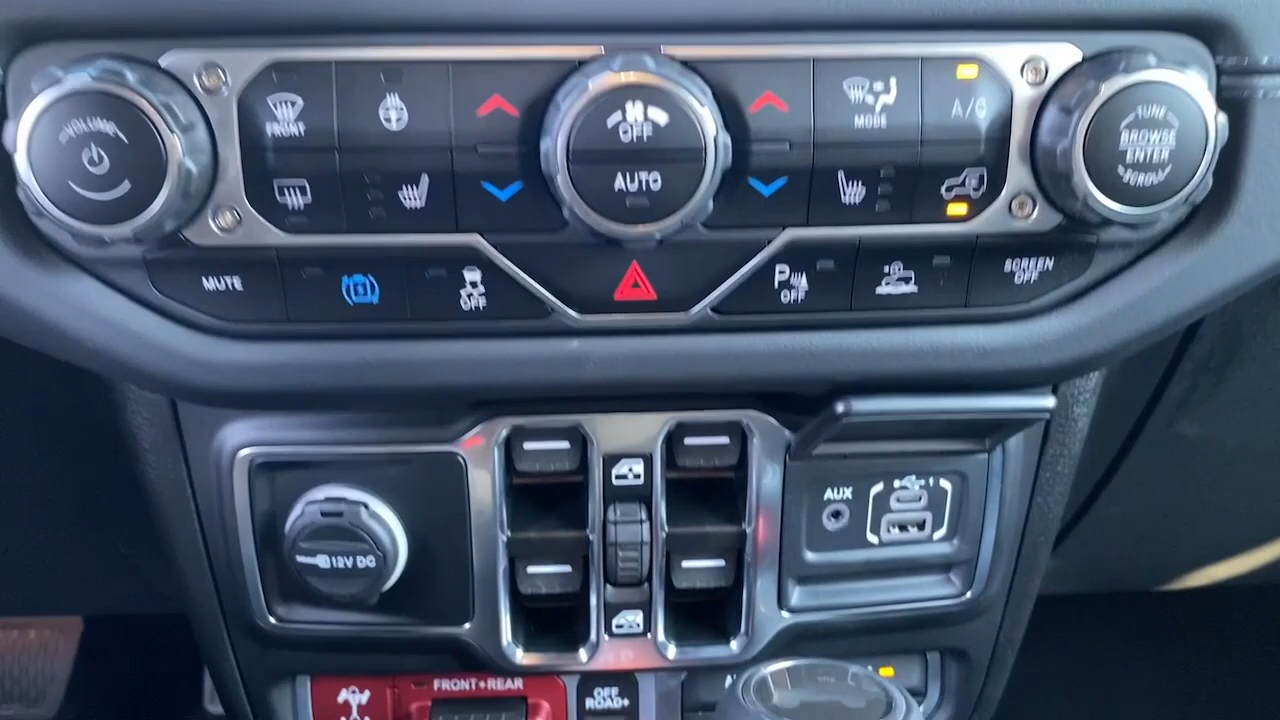 VOLUME
FRONT
OFF
AUTO
MODE
A/C
TUNE
BROWSE
ENTER
SCROLL
MUTE
OFF
P
OFF
SCREEN
OFF
12V DC
AUX
1
FRONT+REAR
OFF
ROAD+